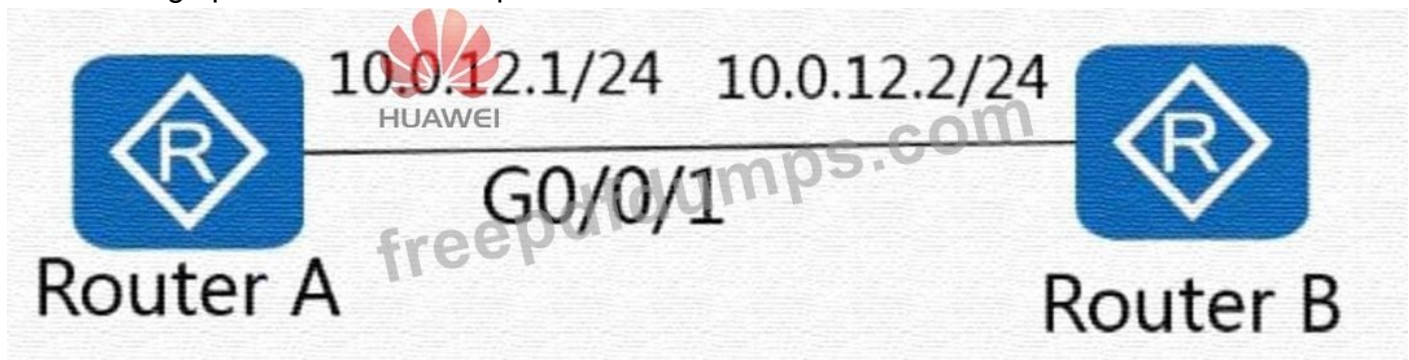 10.0.12.1/24 10.0.12.2/24
HUAWEI
R R
G0/0/1
freepdfdumps.com
Router A
Router B